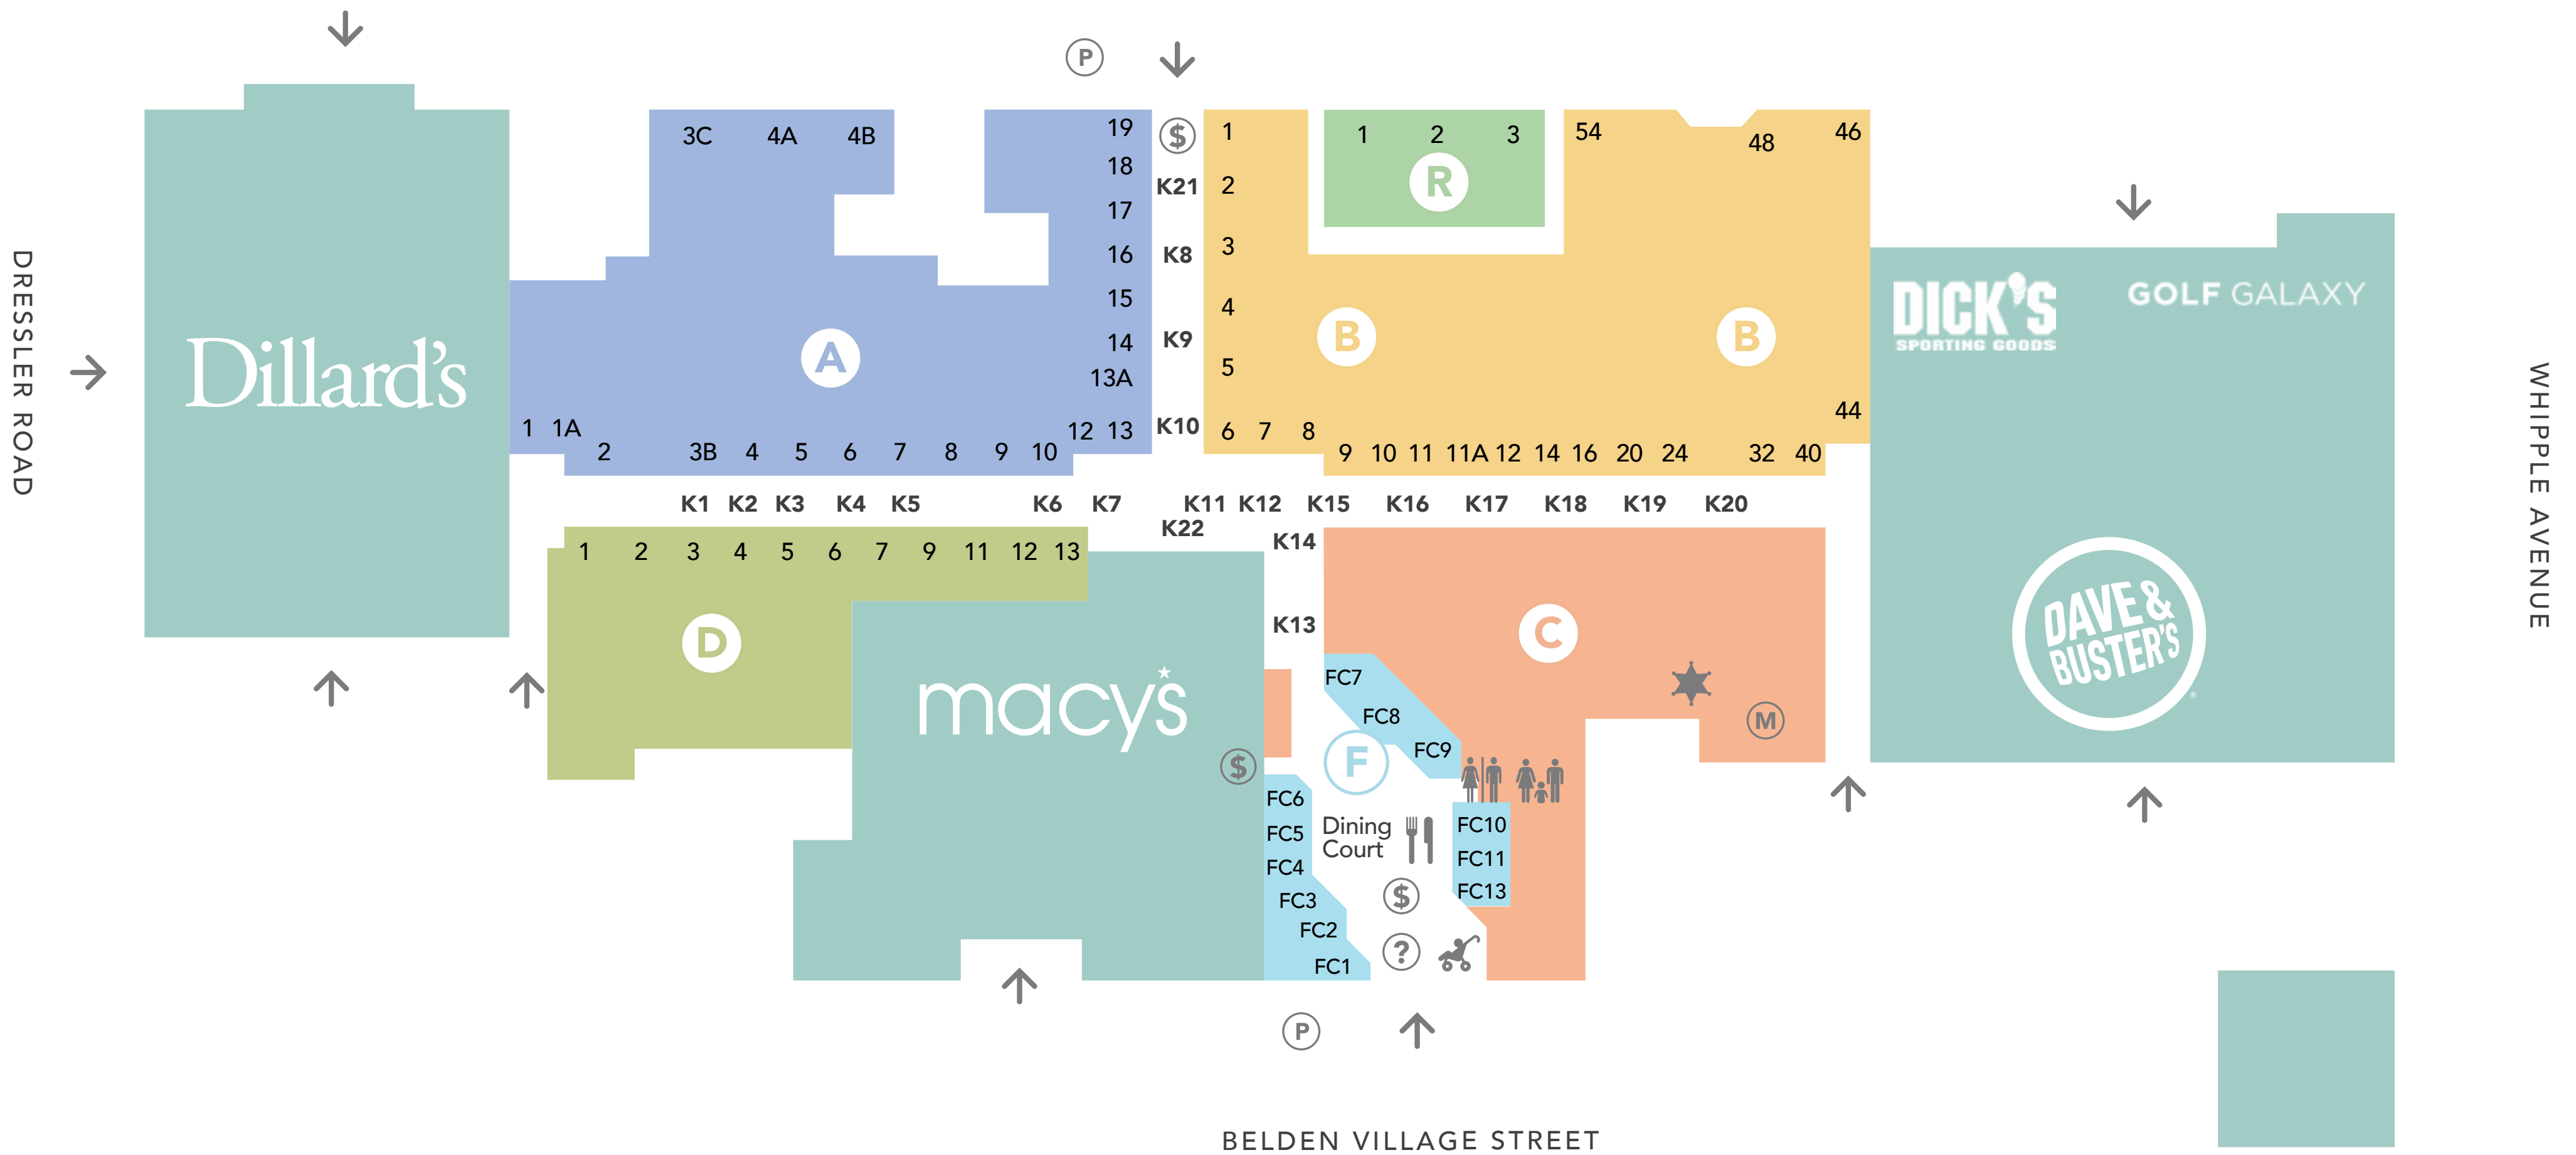 P
19
$
1
1 2 3
54
46
3C 4A 4B
48
18
K21
2
R
17
3
16
K8
DICK'S
SPORTING GOODS
GOLF GALAXY
15
4
14
K9
B
B
A
Dillard's
5
13A
DRESSLER ROAD
WHIPPLE AVENUE
44
1 1A
12 13
K10
6 7 8
2 3B 4 5 6 7 8 9 10
9 10 11 11A 12 14 16 20 24 32 40
K1 K2 K3 K4 K5 K6 K7 K11 K12 K15 K16 K17 K18 K19 K20
K22
K14
1 2 3 4 5 6 7 9 11 12 13
K13
D
C
DAVE &
BUSTER'S
®
macy's
FC7
FC8
M
FC9
F
$
FC6
FC5
FC4
FC3
FC2
FC1
Dining
Court
FC10
FC11
FC13
$
?
P
BELDEN VILLAGE STREET